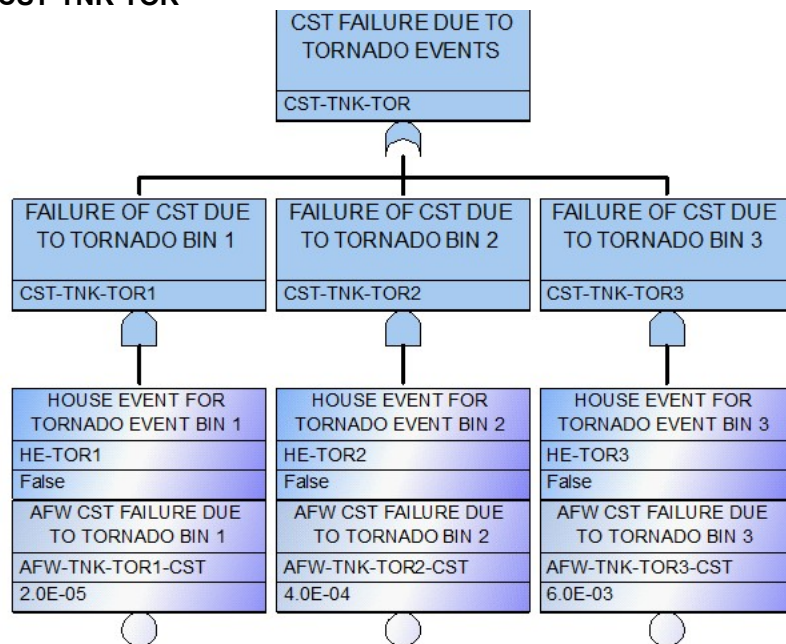 CST-TNK-TOR
CST FAILURE DUE TO
TORNADO EVENTS
CST-TNK-TOR
FAILURE OF CST DUE
TO TORNADO BIN 1
CST-TNK-TOR1
FAILURE OF CST DUE
TO TORNADO BIN 2
CST-TNK-TOR2
FAILURE OF CST DUE
TO TORNADO BIN 3
CST-TNK-TOR3
HOUSE EVENT FOR
TORNADO EVENT BIN 1
HE-TOR1
False
AFW CST FAILURE DUE
TO TORNADO BIN 1
AFW-TNK-TOR1-CST
2.0E-05
HOUSE EVENT FOR
TORNADO EVENT BIN 2
HE-TOR2
False
AFW CST FAILURE DUE
TO TORNADO BIN 2
AFW-TNK-TOR2-CST
4.0E-04
HOUSE EVENT FOR
TORNADO EVENT BIN 3
HE-TOR3
False
AFW CST FAILURE DUE
TO TORNADO BIN 3
AFW-TNK-TOR3-CST
6.0E-03